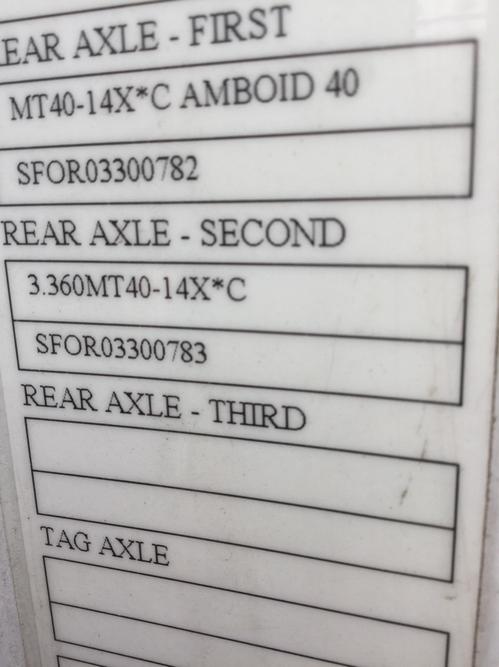 REAR AXLE - FIRST
MT40-14X*C AMBOID 40
SFOR03300782
REAR AXLE - SECOND
3.360MT40-14X*C
SFOR03300783
REAR AXLE - THIRD
TAG AXLE